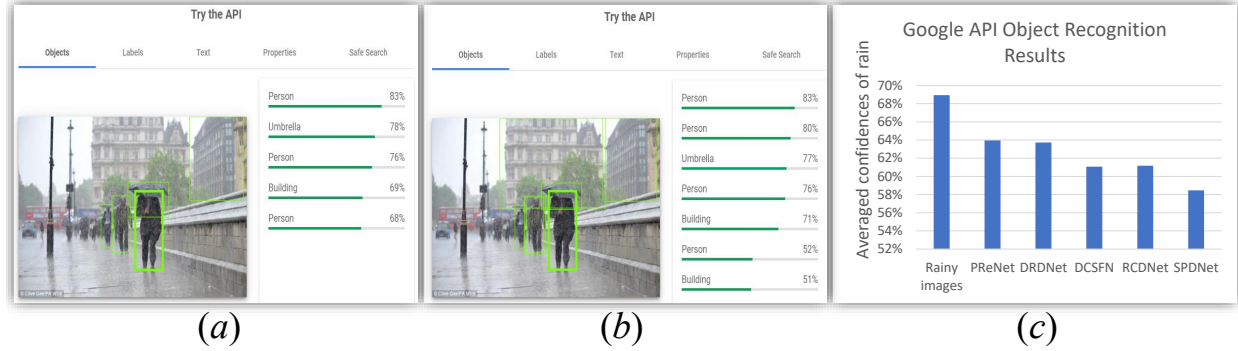 Try the API
Objects Labels Text Properties Safe Search
Person 83%
Umbrella 78%
Person 76%
Building 69%
Person 68%
(a)
Try the API
Objects Labels Text Properties Safe Search
Person 83%
Person 80%
Umbrella 77%
Person 76%
Building 71%
Person 52%
Building 51%
(b)
Google API Object Recognition
Results
Averaged confidences of rain
70%
68%
66%
64%
62%
60%
58%
56%
54%
52%
Rainy PReNet DRDNet DCSFN RCDNet SPDNet
images
(c)